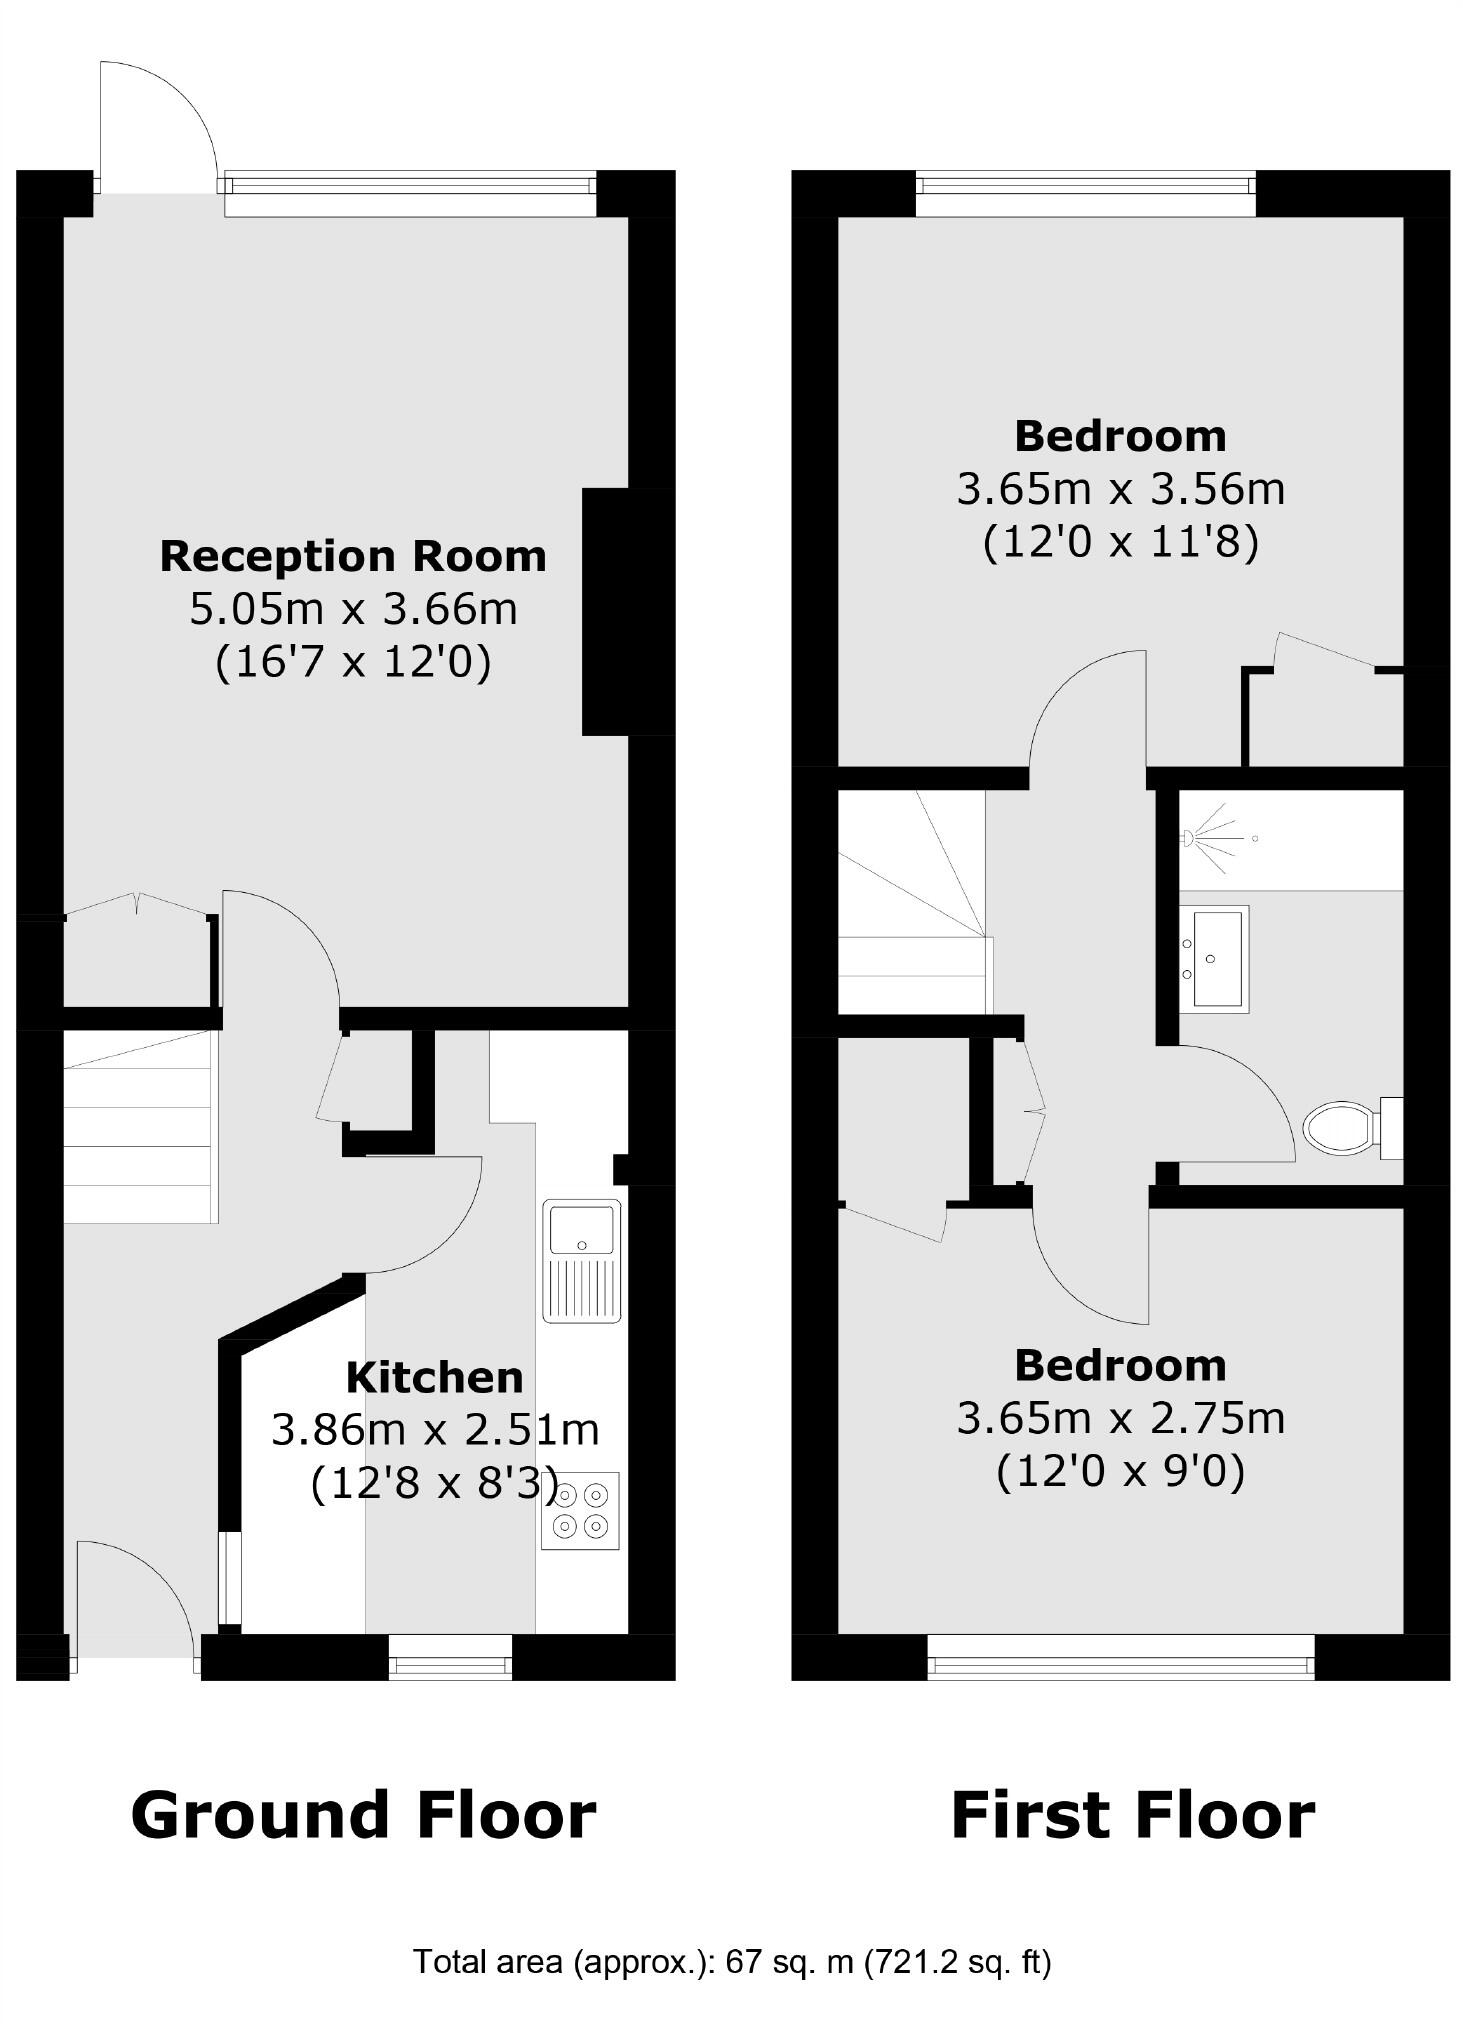 Reception Room
5.05m x 3.66m
(16'7 x 12'0)
Kitchen
3.86m x 2.51m
(12'8 x 8'3)
Ground Floor
Bedroom
3.65m x 3.56m
(12'0 x 11'8)
Bedroom
3.65m x 2.75m
(12'0 x 9'0)
First Floor
Total area (approx.): 67 sq. m (721.2 sq. ft)